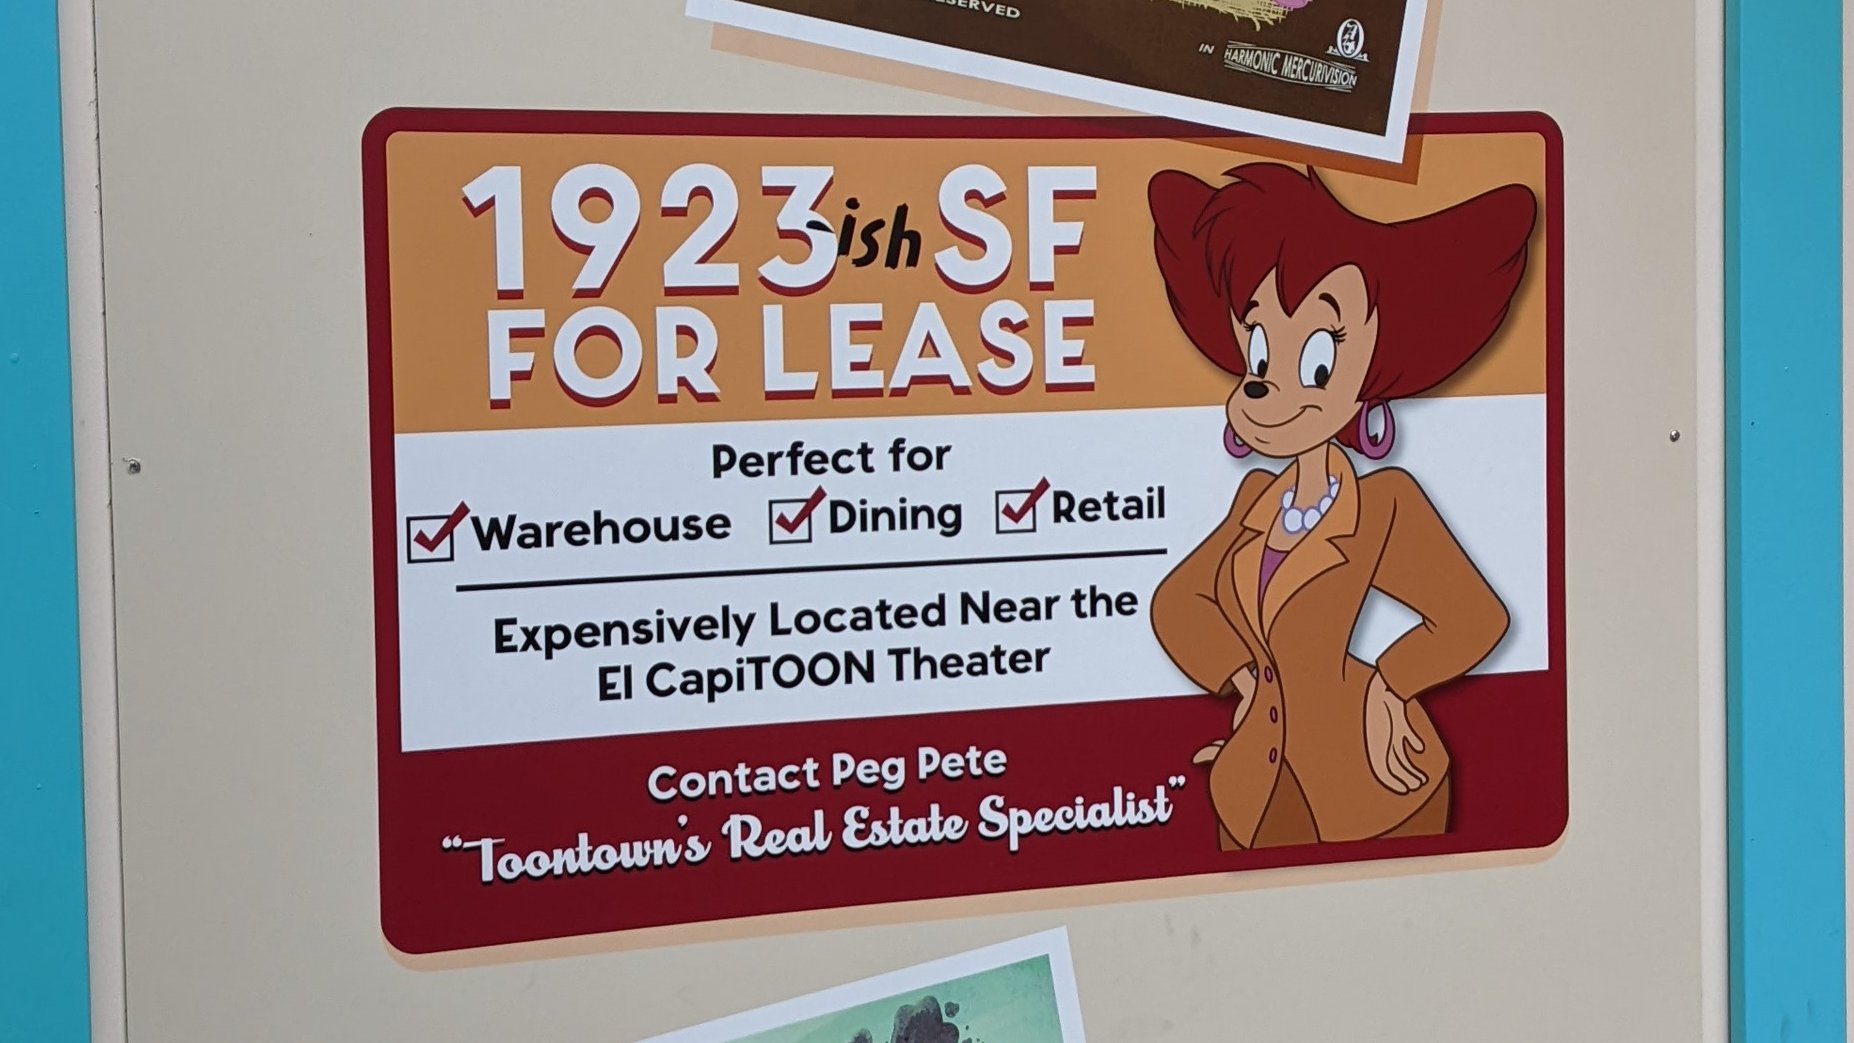 IN HARMONIC MERCURIVISION
1923-ish SF
FOR LEASE
Perfect for
Warehouse Dining Retail
Expensively Located Near the
El CapiTOON Theater
Contact Peg Pete
"Toontown's Real Estate Specialist"